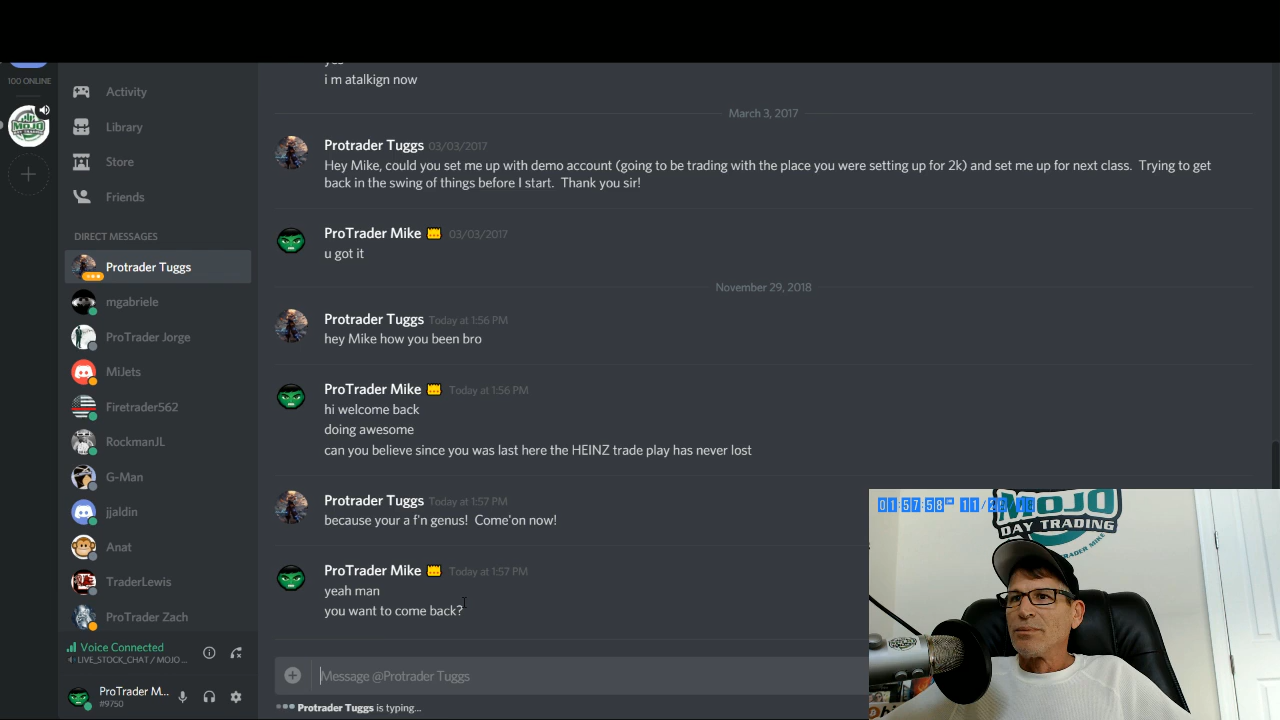 100 ONLINE
Activity
Library
Store
Friends
DIRECT MESSAGES
Protrader Tuggs
mgabriele
ProTrader Jorge
MiJets
Firetrader562
RockmanJL
G-Man
jjaldin
Anat
TraderLewis
ProTrader Zach
Voice Connected
LIVE_STOCK_CHAT / MOJO ...
ProTrader M...
#9750
MOJO
i m atalkign now
March 3, 2017
Protrader Tuggs 03/03/2017
Hey Mike, could you set me up with demo account (going to be trading with the place you were setting up for 2k) and set me up for next class. Trying to get
back in the swing of things before I start. Thank you sir!
ProTrader Mike 03/03/2017
u got it
November 29, 2018
Protrader Tuggs Today at 1:56 PM
hey Mike how you been bro
ProTrader Mike Today at 1:56 PM
hi welcome back
doing awesome
can you believe since you was last here the HEINZ trade play has never lost
Protrader Tuggs Today at 1:57 PM
because your a f'n genus! Come'on now!
ProTrader Mike Today at 1:57 PM
yeah man
you want to come back?
Message @Protrader Tuggs
Protrader Tuggs is typing...
01:57:58
MOJO
DAY TRADING